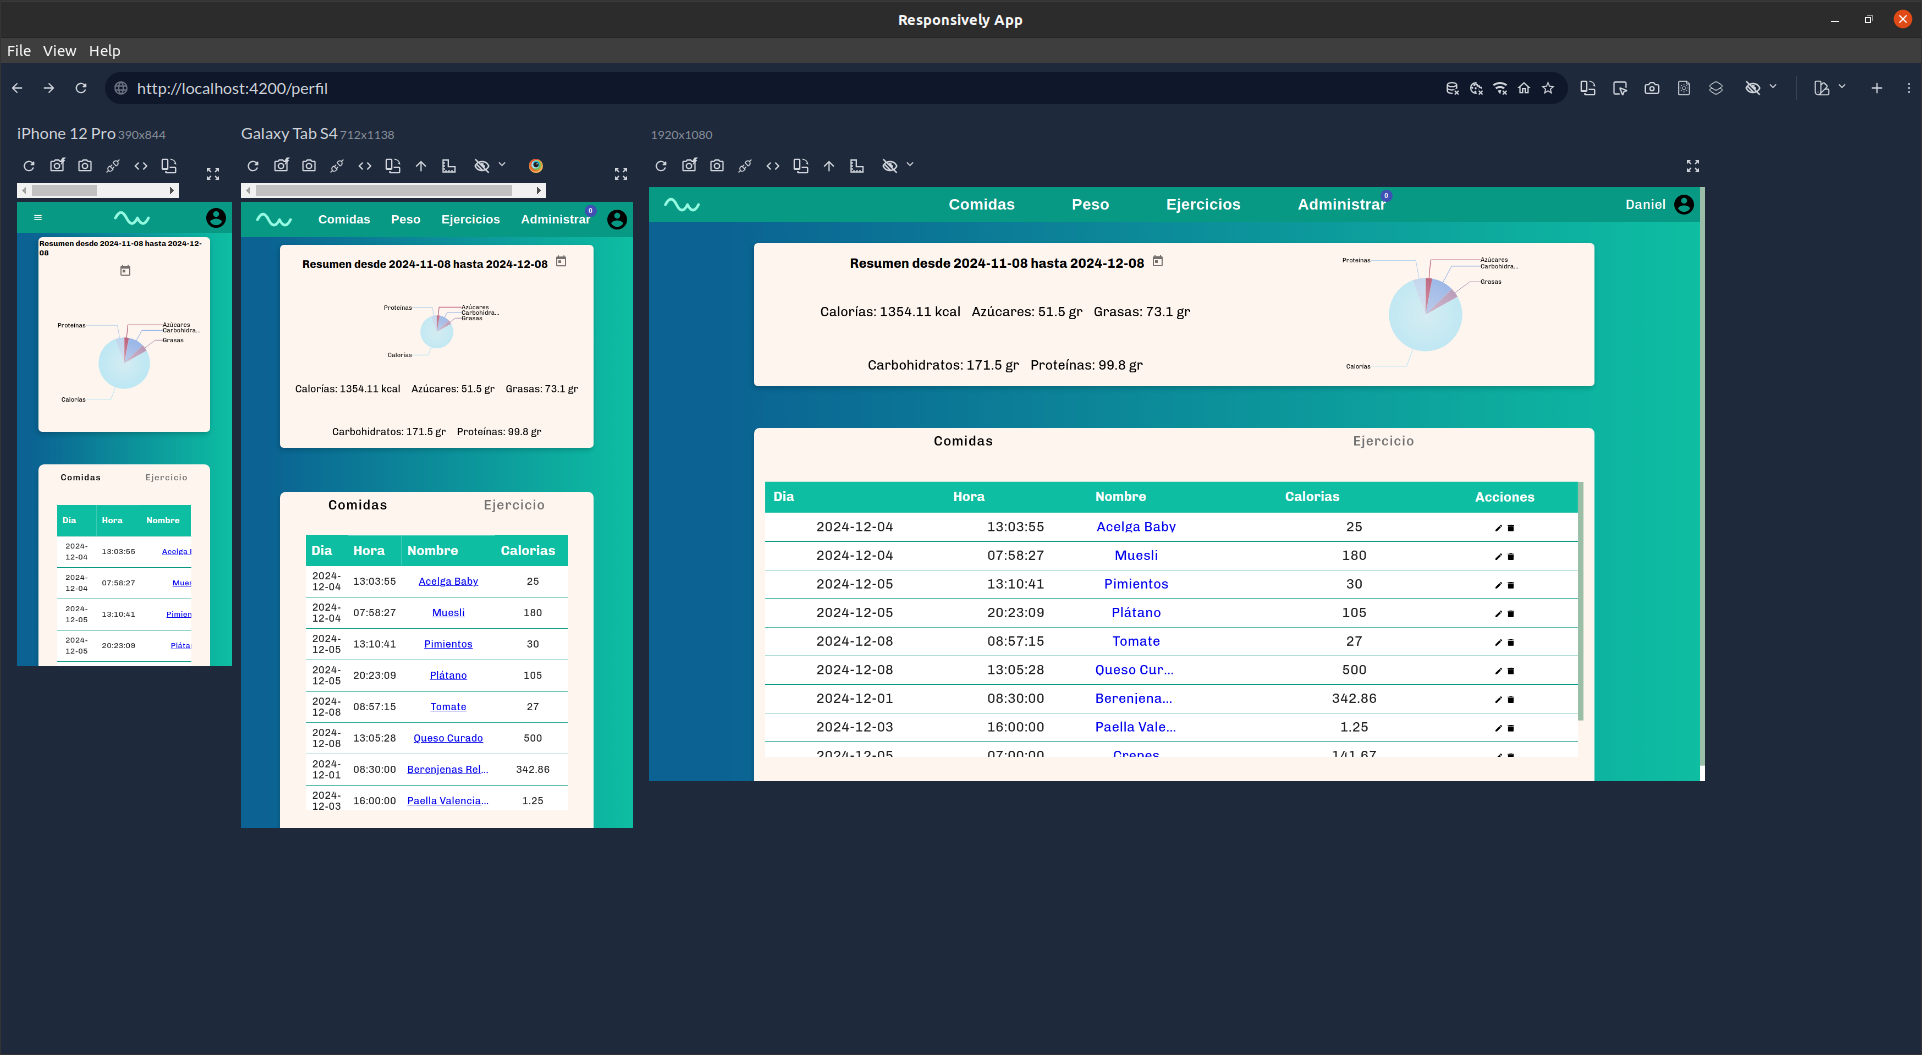 Responsively App
File View Help
http://localhost:4200/perfil
iPhone 12 Pro 390x844
Resumen desde 2024-11-08 hasta 2024-12-
08
Proteínas
Azúcares
Carbohidra...
Grasas
Calorías
Comidas Ejercicio
Dia Hora Nombre
2024-
12-04 13:03:55 Acelga I
2024-
12-04 07:58:27 Mues
2024-
12-05 13:10:41 Pimien
2024-
12-05 20:23:09 Pláta
Galaxy Tab S4 712x1138
Comidas Peso Ejercicios Administrar 0
Resumen desde 2024-11-08 hasta 2024-12-08
Proteínas
Azúcares
Carbohidra...
Grasas
Calorías
Calorías: 1354.11 kcal Azúcares: 51.5 gr Grasas: 73.1 gr
Carbohidratos: 171.5 gr Proteínas: 99.8 gr
Comidas Ejercicio
Dia Hora Nombre Calorias
2024-
12-04 13:03:55 Acelga Baby 25
2024-
12-04 07:58:27 Muesli 180
2024-
12-05 13:10:41 Pimientos 30
2024-
12-05 20:23:09 Plátano 105
2024-
12-08 08:57:15 Tomate 27
2024-
12-08 13:05:28 Queso Curado 500
2024-
12-01 08:30:00 Berenjenas Rel... 342.86
2024-
12-03 16:00:00 Paella Valencia... 1.25
1920x1080
Comidas Peso Ejercicios Administrar 0 Daniel
Resumen desde 2024-11-08 hasta 2024-12-08
Calorías: 1354.11 kcal Azúcares: 51.5 gr Grasas: 73.1 gr
Carbohidratos: 171.5 gr Proteínas: 99.8 gr
Proteínas
Azúcares
Carbohidra...
Grasas
Calorías
Comidas Ejercicio
Dia Hora Nombre Calorias Acciones
2024-12-04 13:03:55 Acelga Baby 25
2024-12-04 07:58:27 Muesli 180
2024-12-05 13:10:41 Pimientos 30
2024-12-05 20:23:09 Plátano 105
2024-12-08 08:57:15 Tomate 27
2024-12-08 13:05:28 Queso Cur... 500
2024-12-01 08:30:00 Berenjena... 342.86
2024-12-03 16:00:00 Paella Vale... 1.25
2024-12-05 07:00:00 Crepes 141.67